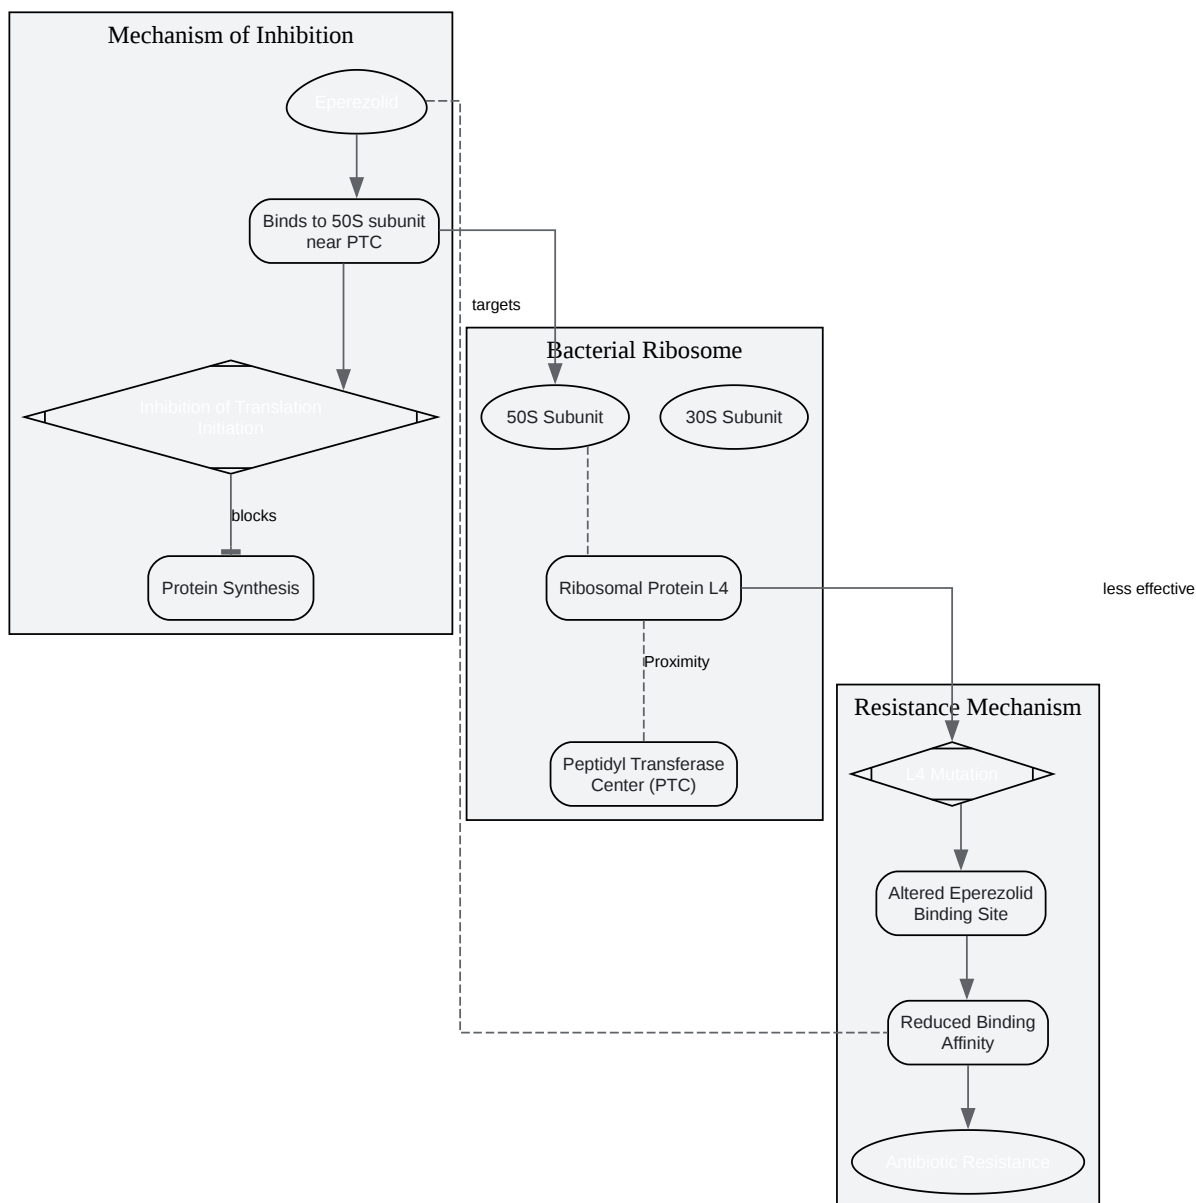 Mechanism of Inhibition
Eperezolid
Binds to 50S subunit
near PTC
targets
Inhibition of Translation
Initiation
blocks
Protein Synthesis
Bacterial Ribosome
50S Subunit
30S Subunit
Ribosomal Protein L4
Proximity
Peptidyl Transferase
Center (PTC)
less effective
Resistance Mechanism
L4 Mutation
Altered Eperezolid
Binding Site
Reduced Binding
Affinity
Antibiotic Resistance